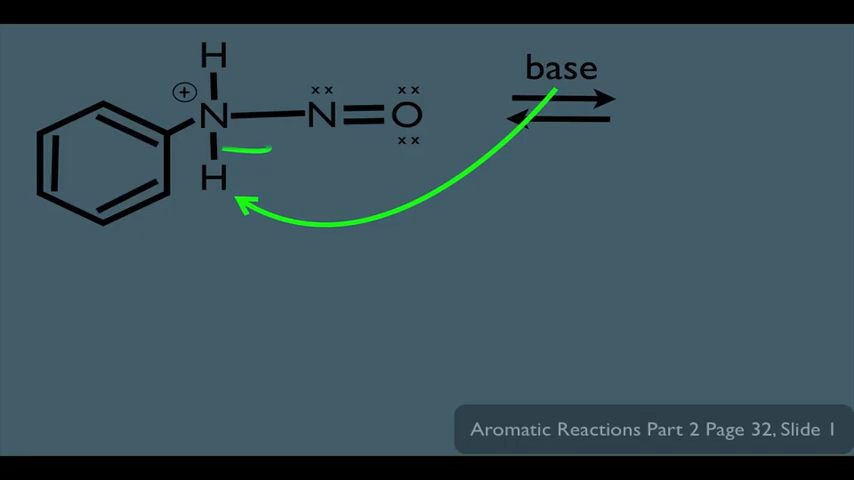 H
base
⊕
N N=O
H
Aromatic Reactions Part 2 Page 32, Slide 1